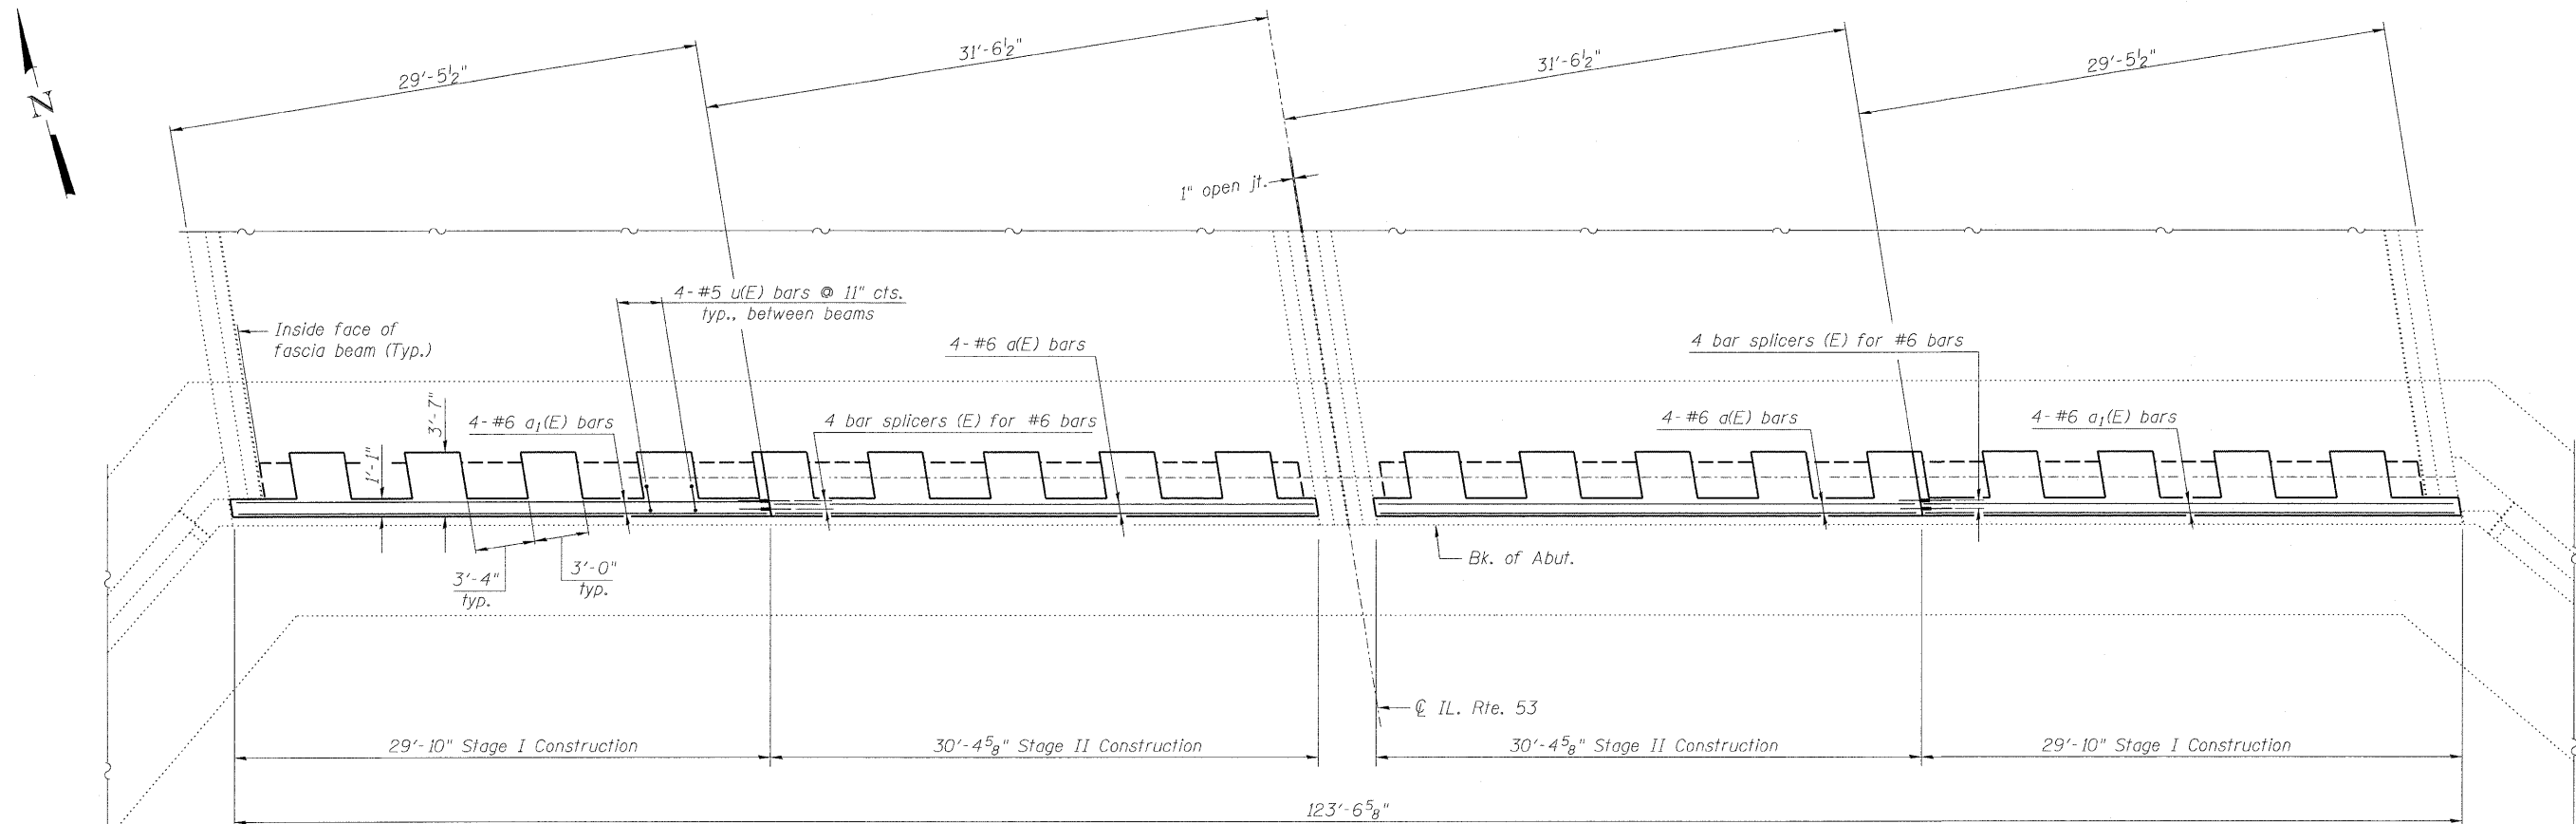 N
29'-5½"
31'-6½"
31'-6½"
29'-5½"
1" open jt.
4-#5 u(E) bars @ 11" cts.
typ., between beams
Inside face of
fascia beam (Typ.)
4-#6 a(E) bars
4 bar splicers (E) for #6 bars
3'-7"
1'-1"
4-#6 a₁(E) bars
4 bar splicers (E) for #6 bars
4-#6 a(E) bars
4-#6 a₁(E) bars
3'-4"
typ.
3'-0"
typ.
Bk. of Abut.
℄ IL. Rte. 53
29'-10" Stage I Construction
30'-4⅝" Stage II Construction
30'-4⅝" Stage II Construction
29'-10" Stage I Construction
123'-6⅝"